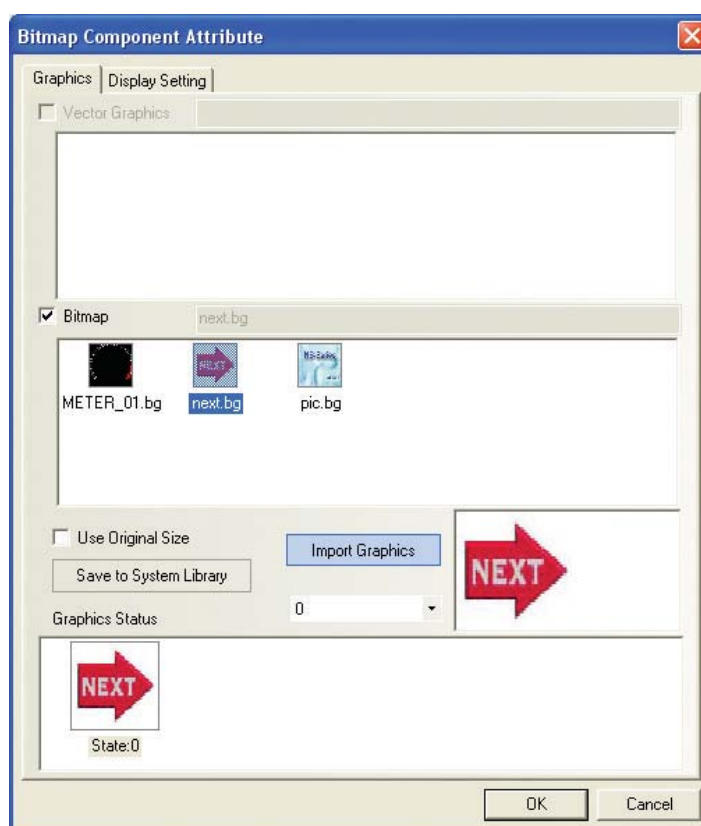 Bitmap Component Attribute
Graphics Display Setting
Vector Graphics
Bitmap next.bg
NEXT
METER_01.bg next.bg pic.bg
Use Original Size
Import Graphics
Save to System Library
NEXT
0
Graphics Status
NEXT
State:0
OK Cancel